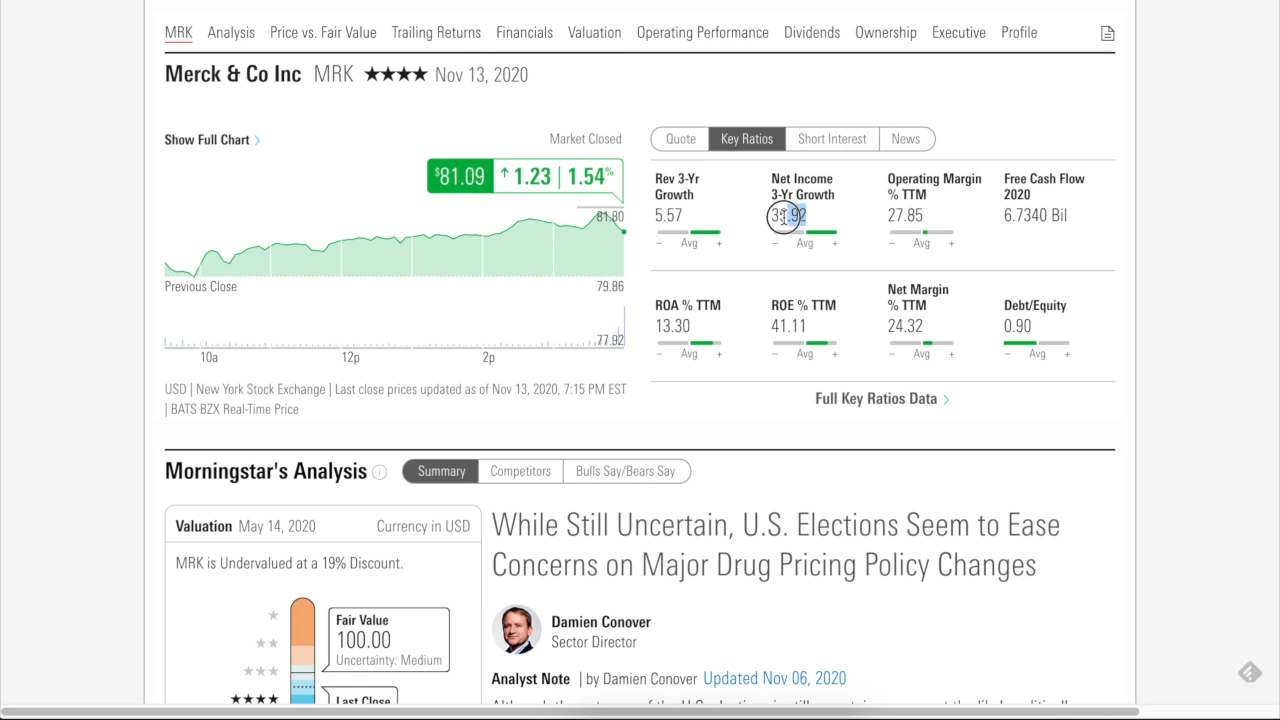 MRK Analysis Price vs. Fair Value Trailing Returns Financials Valuation Operating Performance Dividends Ownership Executive Profile
Merck & Co Inc MRK ★★★★ Nov 13, 2020
Show Full Chart
Market Closed
$81.09 ↑ 1.23 | 1.54%
81.80
Previous Close 79.86
77.92
10a 12p 2p
USD | New York Stock Exchange | Last close prices updated as of Nov 13, 2020, 7:15 PM EST
| BATS BZX Real-Time Price
Quote Key Ratios Short Interest News
Rev 3-Yr
Growth
5.57
− Avg +
Net Income
3-Yr Growth
− Avg +
Operating Margin
% TTM
27.85
− Avg +
Free Cash Flow
2020
6.7340 Bil
ROA % TTM
13.30
− Avg +
ROE % TTM
41.11
− Avg +
Net Margin
% TTM
24.32
− Avg +
Debt/Equity
0.90
− Avg +
Full Key Ratios Data
Morningstar's Analysis Summary Competitors Bulls Say/Bears Say
Valuation May 14, 2020 Currency in USD
MRK is Undervalued at a 19% Discount.
★
★★
★★★
★★★★
Fair Value
100.00
Uncertainty: Medium
Last Close
While Still Uncertain, U.S. Elections Seem to Ease
Concerns on Major Drug Pricing Policy Changes
Damien Conover
Sector Director
Analyst Note | by Damien Conover Updated Nov 06, 2020